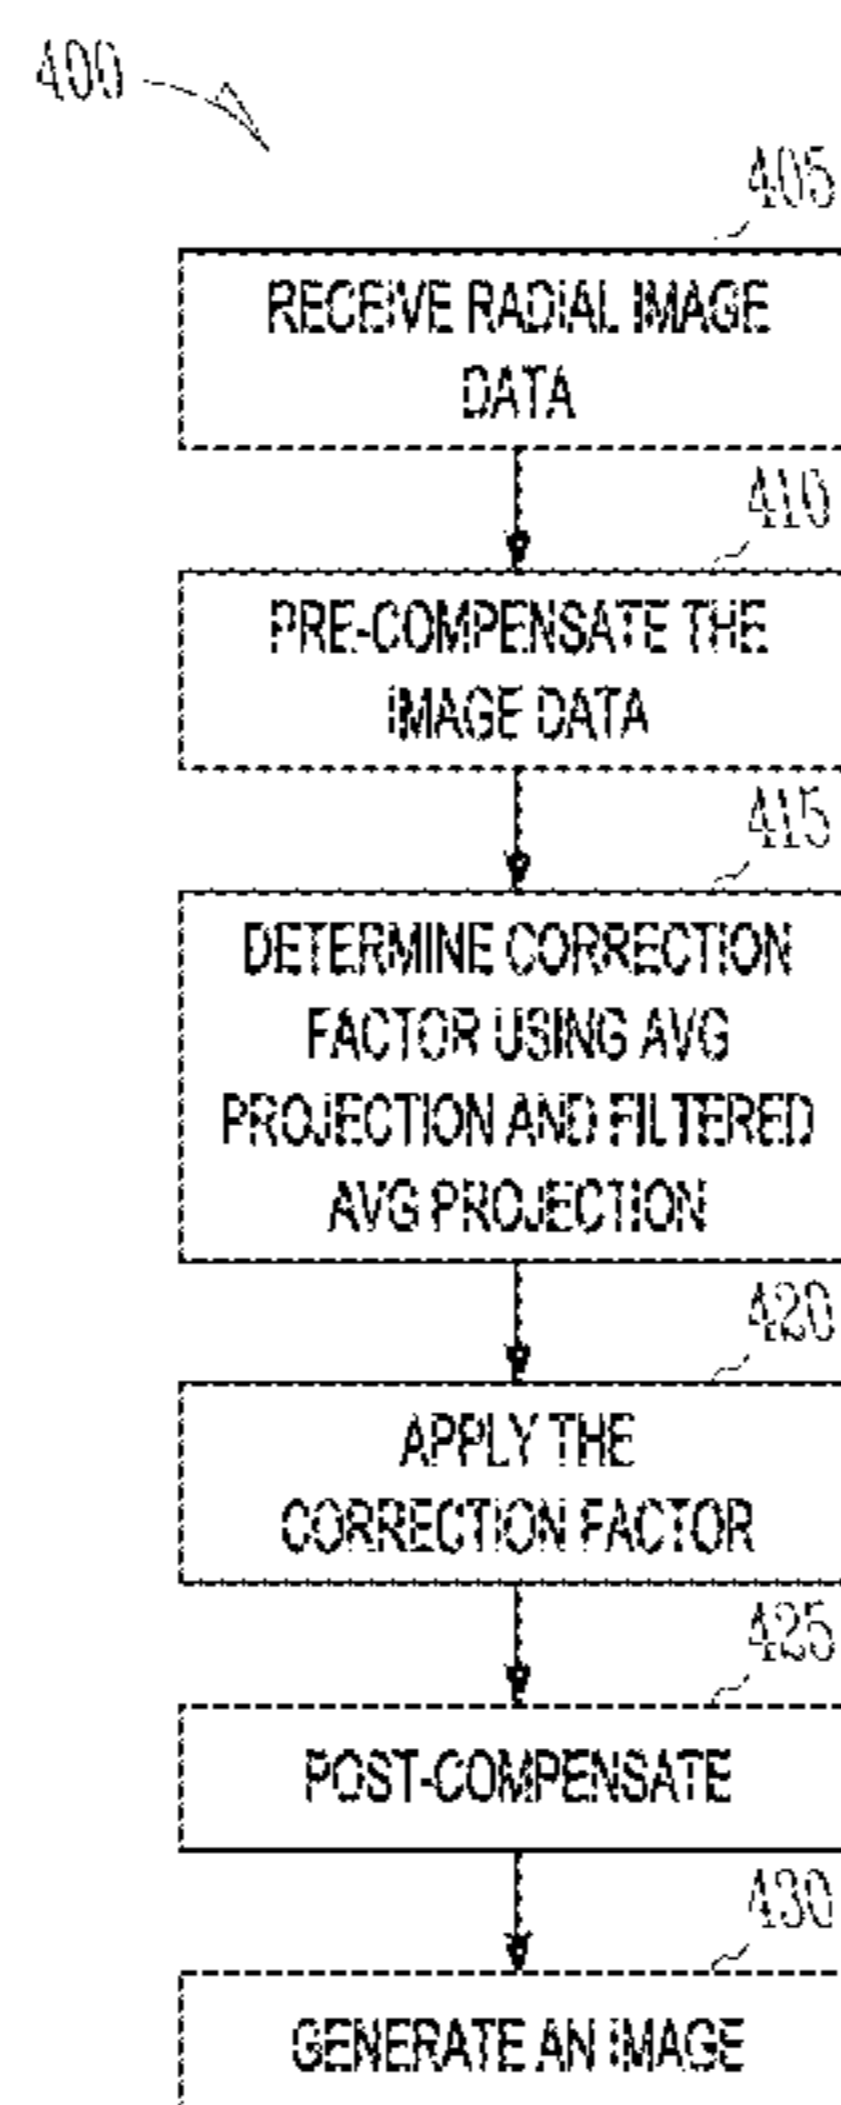 400
405
RECEIVE RADIAL IMAGE
DATA
410
PRE-COMPENSATE THE
IMAGE DATA
415
DETERMINE CORRECTION
FACTOR USING AVG
PROJECTION AND FILTERED
AVG PROJECTION
420
APPLY THE
CORRECTION FACTOR
425
POST-COMPENSATE
430
GENERATE AN IMAGE